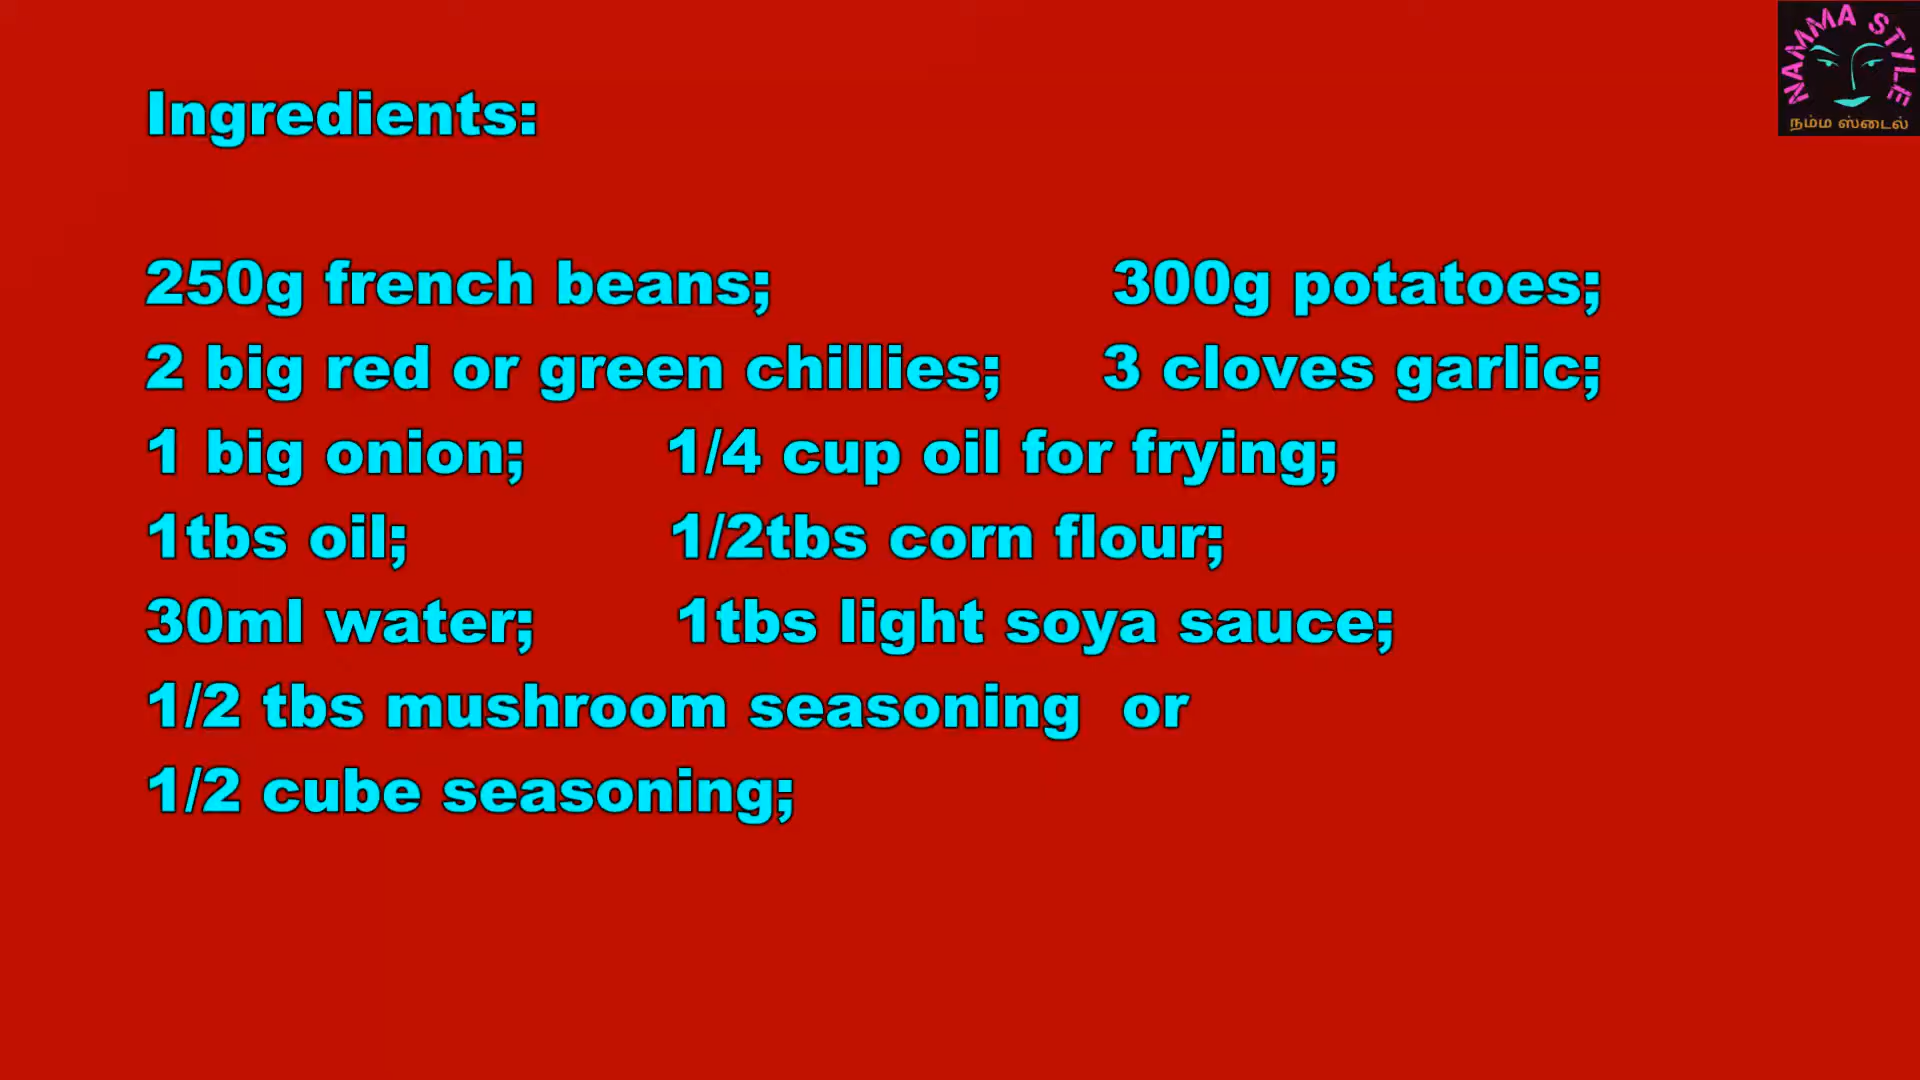 NAMMA STYLE
நம்ம ஸ்டைல்
Ingredients:
250g french beans; 300g potatoes;
2 big red or green chillies; 3 cloves garlic;
1 big onion; 1/4 cup oil for frying;
1tbs oil; 1/2tbs corn flour;
30ml water; 1tbs light soya sauce;
1/2 tbs mushroom seasoning or
1/2 cube seasoning;